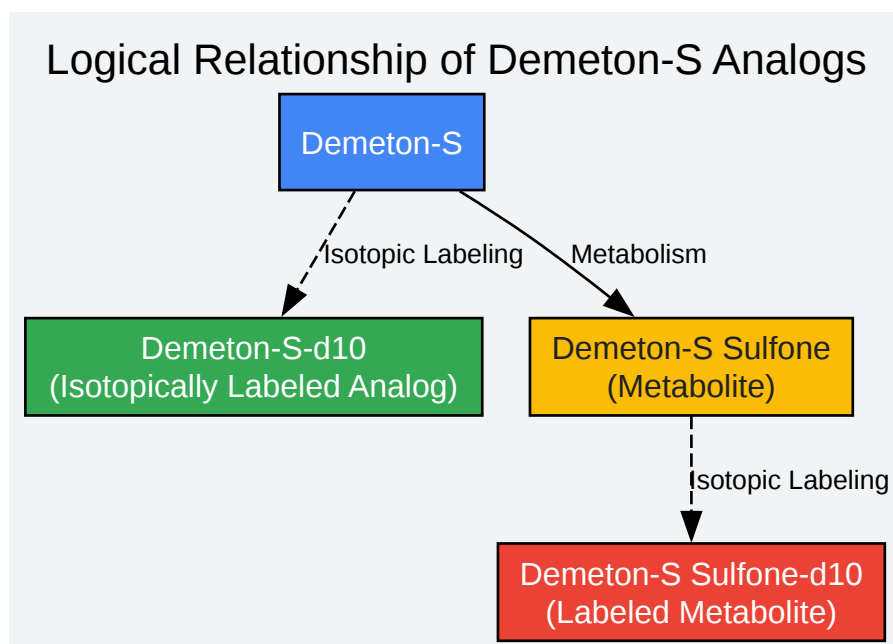 Logical Relationship of Demeton-S Analogs
Demeton-S
Isotopic Labeling
Metabolism
Demeton-S-d10
(Isotopically Labeled Analog)
Demeton-S Sulfone
(Metabolite)
Isotopic Labeling
Demeton-S Sulfone-d10
(Labeled Metabolite)